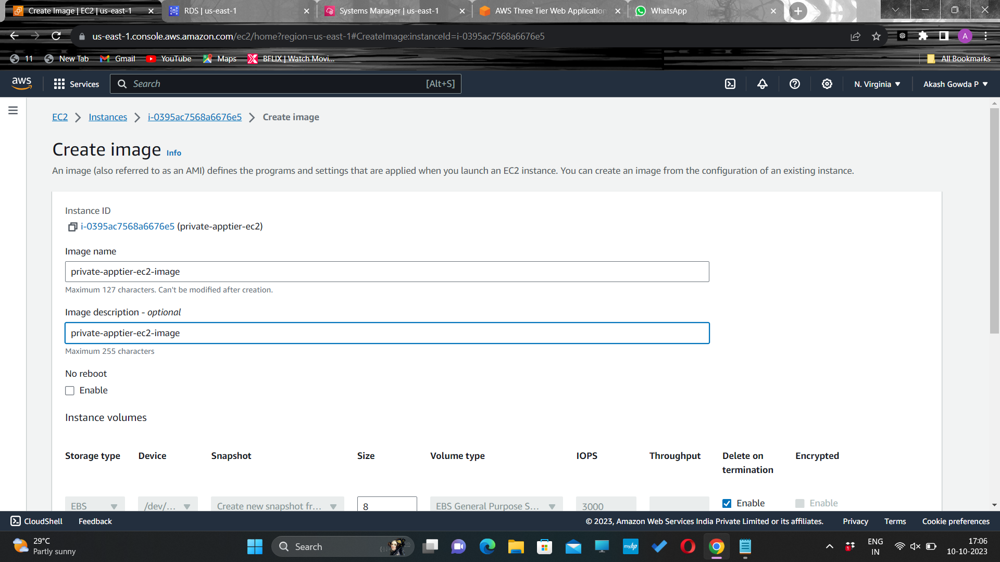 Create Image | EC2 | us-east-1
RDS | us-east-1
Systems Manager | us-east-1
AWS Three Tier Web Application
WhatsApp
us-east-1.console.aws.amazon.com/ec2/home?region=us-east-1#CreateImage:instanceId=i-0395ac7568a6676e5
A
11
New Tab
Gmail
YouTube
Maps
BFLIX | Watch Movi...
All Bookmarks
aws
Services
Search
[Alt+S]
N. Virginia
Akash Gowda P
EC2
Instances
i-0395ac7568a6676e5
Create image
Create image Info
An image (also referred to as an AMI) defines the programs and settings that are applied when you launch an EC2 instance. You can create an image from the configuration of an existing instance.
Instance ID
i-0395ac7568a6676e5 (private-apptier-ec2)
Image name
private-apptier-ec2-image
Maximum 127 characters. Can't be modified after creation.
Image description - optional
private-apptier-ec2-image
Maximum 255 characters
No reboot
Enable
Instance volumes
Storage type
Device
Snapshot
Size
Volume type
IOPS
Throughput
Delete on
termination
Encrypted
EBS
/dev/...
Create new snapshot fr...
8
EBS General Purpose S...
3000
Enable
Enable
CloudShell
Feedback
© 2023, Amazon Web Services India Private Limited or its affiliates.
Privacy
Terms
Cookie preferences
29°C
Partly sunny
Search
myhp
1
ENG
IN
17:06
10-10-2023